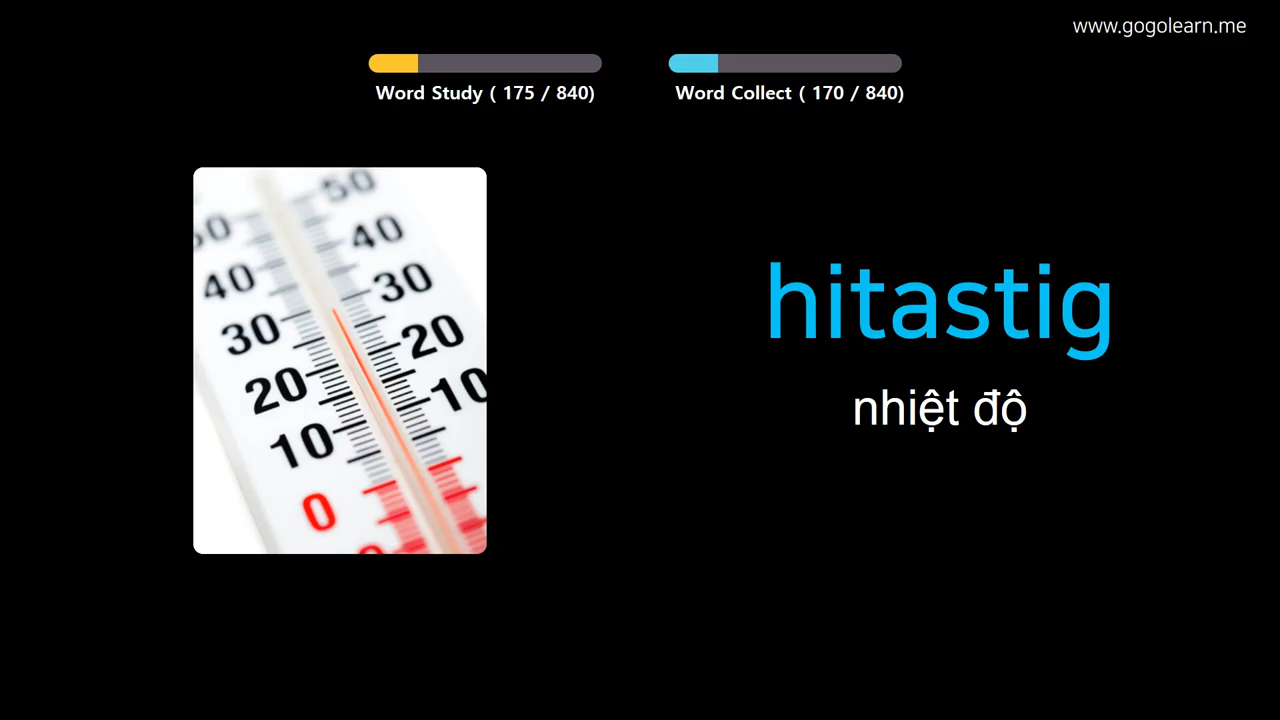 www.gogolearn.me
Word Study ( 175 / 840)
Word Collect ( 170 / 840)
50
40
40
30
30
20
20
10
10
0
hitastig
nhiệt độ